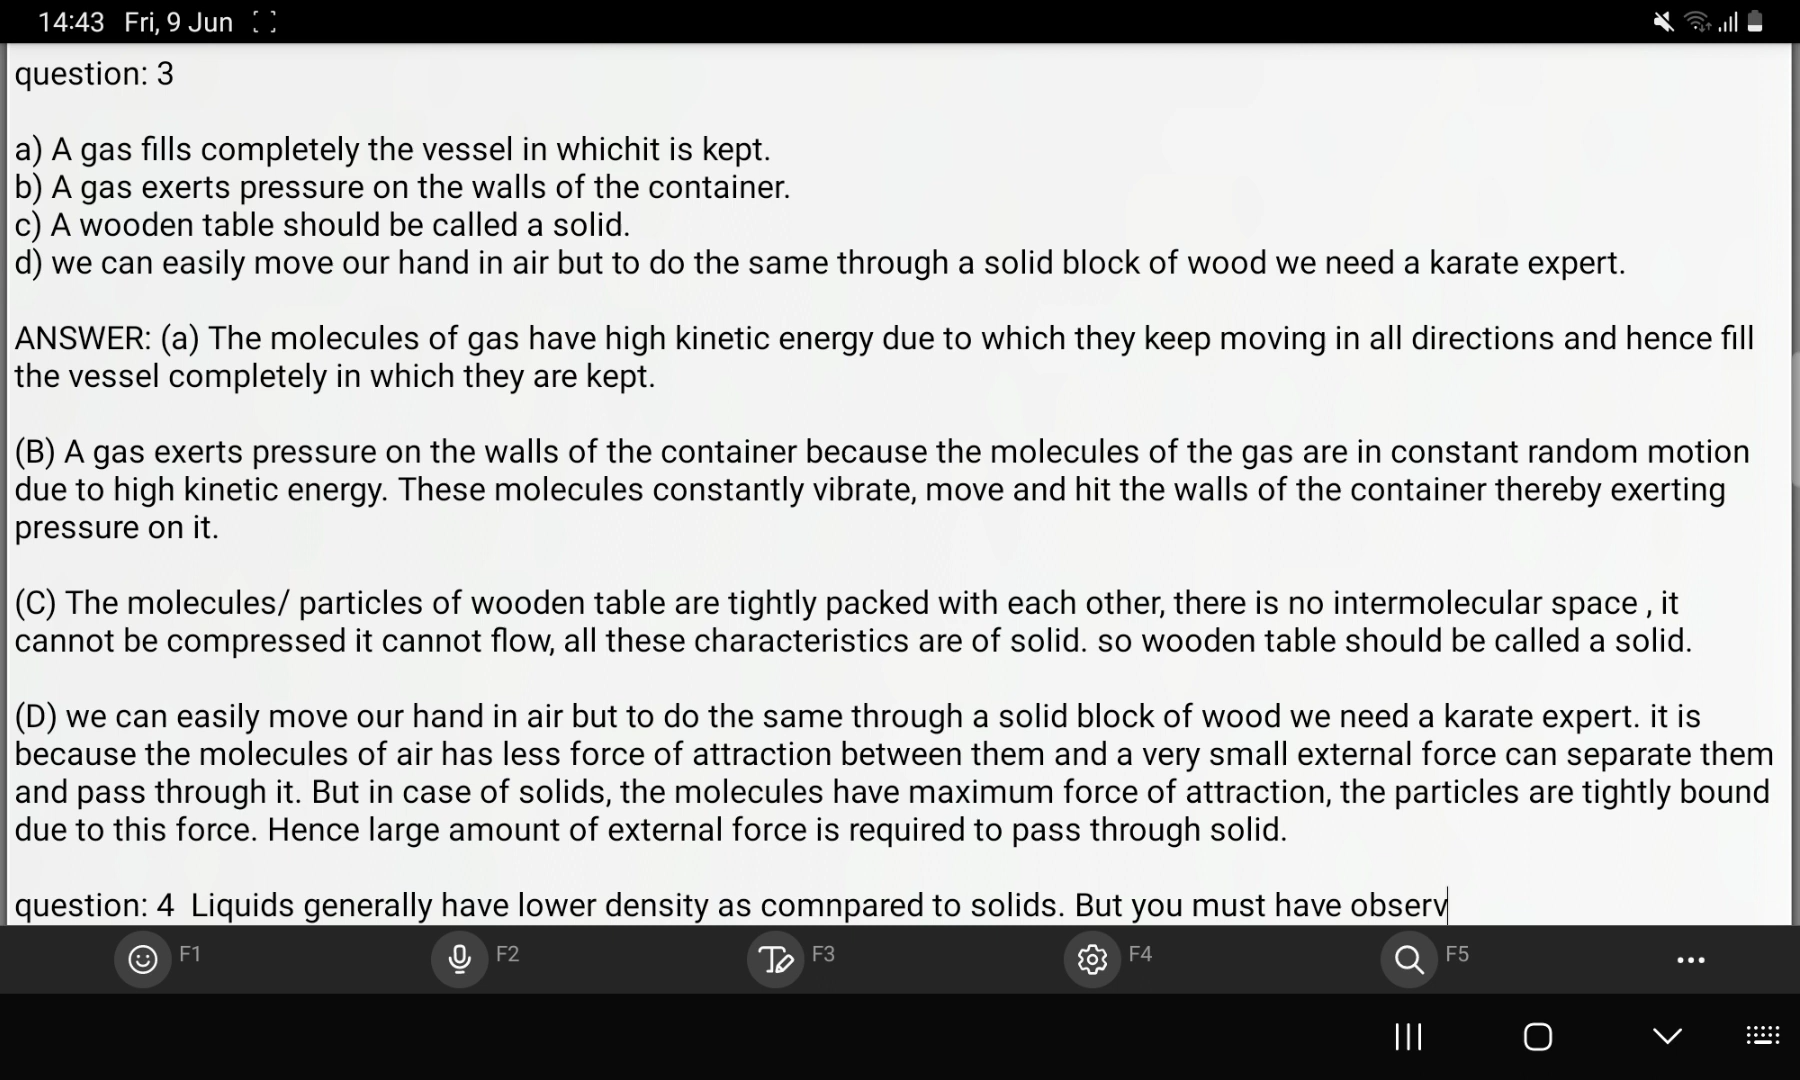 14:43 Fri, 9 Jun
question: 3
a) A gas fills completely the vessel in whichit is kept.
b) A gas exerts pressure on the walls of the container.
c) A wooden table should be called a solid.
d) we can easily move our hand in air but to do the same through a solid block of wood we need a karate expert.
ANSWER: (a) The molecules of gas have high kinetic energy due to which they keep moving in all directions and hence fill
the vessel completely in which they are kept.
(B) A gas exerts pressure on the walls of the container because the molecules of the gas are in constant random motion
due to high kinetic energy. These molecules constantly vibrate, move and hit the walls of the container thereby exerting
pressure on it.
(C) The molecules/ particles of wooden table are tightly packed with each other, there is no intermolecular space , it
cannot be compressed it cannot flow, all these characteristics are of solid. so wooden table should be called a solid.
(D) we can easily move our hand in air but to do the same through a solid block of wood we need a karate expert. it is
because the molecules of air has less force of attraction between them and a very small external force can separate them
and pass through it. But in case of solids, the molecules have maximum force of attraction, the particles are tightly bound
due to this force. Hence large amount of external force is required to pass through solid.
question: 4  Liquids generally have lower density as comnpared to solids. But you must have observ
F1 F2 F3 F4 F5